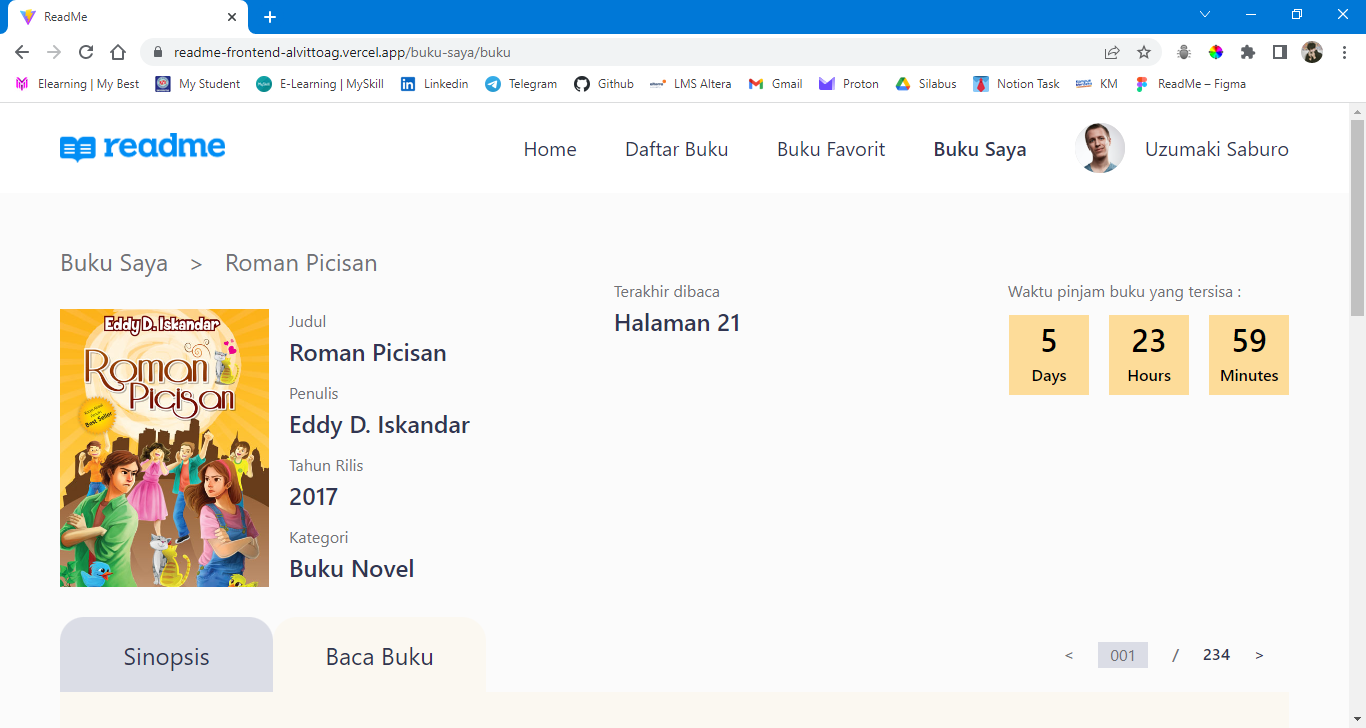 ReadMe
readme-frontend-alvittoag.vercel.app/buku-saya/buku
Elearning | My Best
My Student
E-Learning | MySkill
Linkedin
Telegram
Github
LMS Altera
Gmail
Proton
Silabus
Notion Task
KM
ReadMe – Figma
readme
Home
Daftar Buku
Buku Favorit
Buku Saya
Uzumaki Saburo
Buku Saya > Roman Picisan
Eddy D. Iskandar
Roman
Picisan
Best Seller
Judul
Roman Picisan
Penulis
Eddy D. Iskandar
Tahun Rilis
2017
Kategori
Buku Novel
Terakhir dibaca
Halaman 21
Waktu pinjam buku yang tersisa :
5
Days
23
Hours
59
Minutes
Sinopsis
Baca Buku
< 001 / 234 >